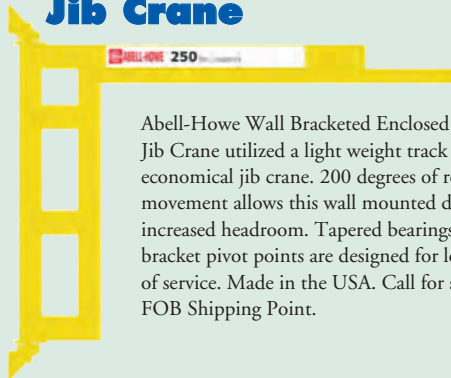 Jib Crane
ABELL-HOWE 250
Abell-Howe Wall Bracketed Enclosed
Jib Crane utilized a light weight track
economical jib crane. 200 degrees of
movement allows this wall mounted
increased headroom. Tapered bearings
bracket pivot points are designed for
of service. Made in the USA. Call for
FOB Shipping Point.